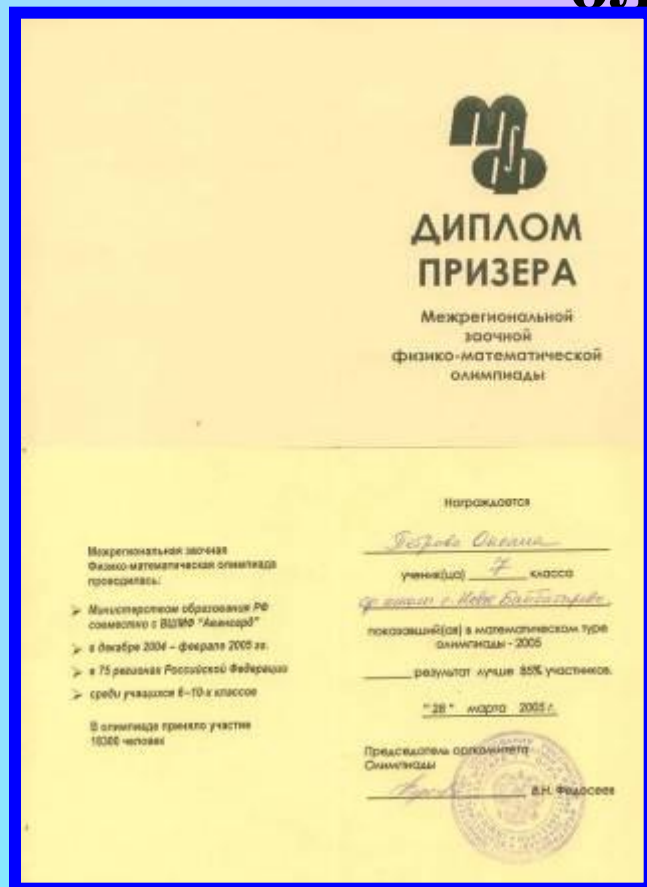 ДИПЛОМ
ПРИЗЕРА
Межрегиональной
заочной
физико-математической
олимпиады
Межрегиональная заочная
Физико-математическая олимпиада
проводилась:
➢ Министерством образования РФ
совместно с ВШМФ "Авангард"
➢ в декабре 2004 – феврале 2005 гг.
➢ в 75 регионах Российской Федерации
➢ среди учащихся 6–10-х классов
В олимпиаде приняло участие
человек
Награждается
ученик(ца) 7 класса
показавший(ая) в математическом туре
олимпиады - 2005
результат лучше 85% участников.
"28" марта 2005 г.
Председатель оргкомитета
Олимпиады
В.Н. Федосеев